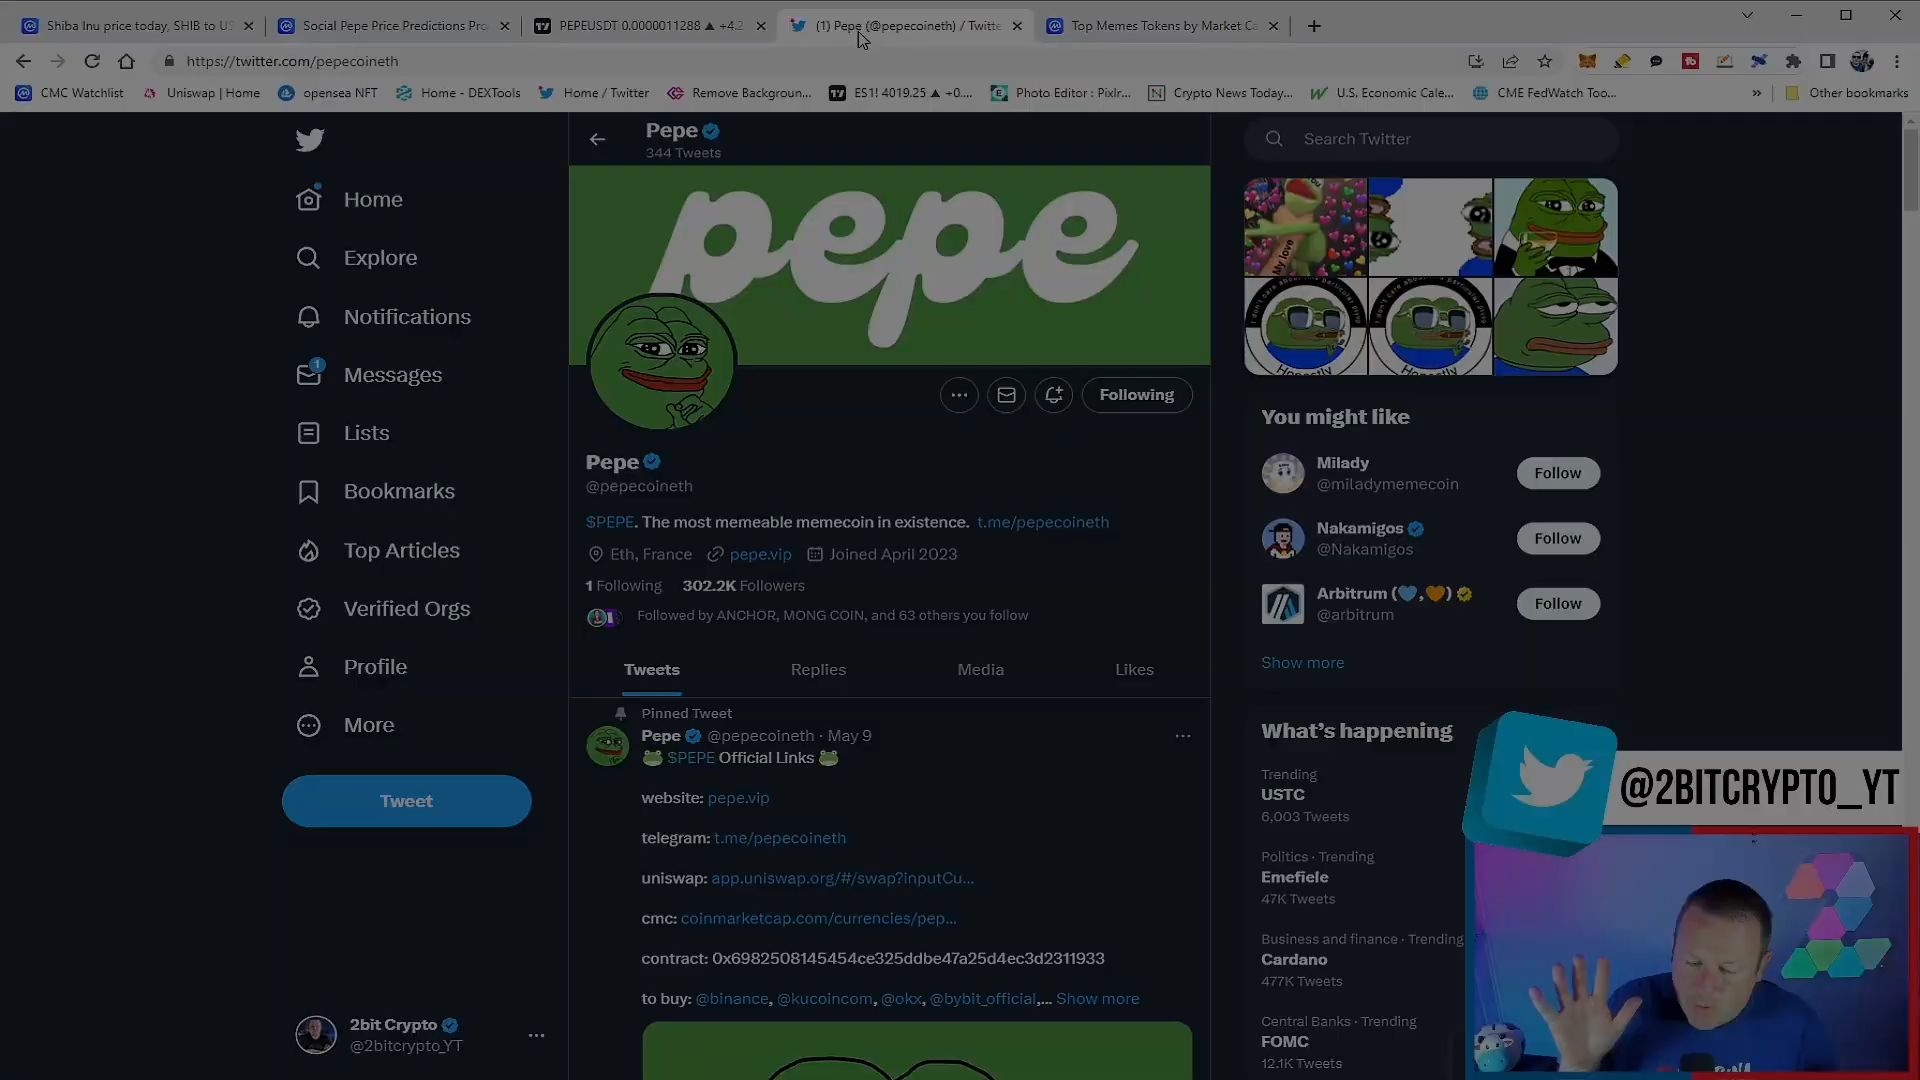 Shiba Inu price today, SHIB to US
Social Pepe Price Predictions Pro
PEPEUSDT 0.0000011288 ▲ +4.2
(1) Pepe (@pepecoineth) / Twitte
Top Memes Tokens by Market Ca
https://twitter.com/pepecoineth
CMC Watchlist
Uniswap | Home
opensea NFT
Home - DEXTools
Home / Twitter
Remove Backgroun...
ES1! 4019.25 ▲ +0....
Photo Editor : Pixlr...
Crypto News Today...
U.S. Economic Cale...
CME FedWatch Too...
»
Other bookmarks
Home
Explore
Notifications
1
Messages
Lists
Bookmarks
Top Articles
Verified Orgs
Profile
More
Tweet
2bit Crypto
@2bitcrypto_YT
Pepe
344 Tweets
pepe
Following
Pepe
@pepecoineth
$PEPE. The most memeable memecoin in existence. t.me/pepecoineth
Eth, France pepe.vip Joined April 2023
1 Following 302.2K Followers
Followed by ANCHOR, MONG COIN, and 63 others you follow
Tweets Replies Media Likes
Pinned Tweet
Pepe @pepecoineth · May 9
🐸 $PEPE Official Links 🐸
website: pepe.vip
telegram: t.me/pepecoineth
uniswap: app.uniswap.org/#/swap?inputCu...
cmc: coinmarketcap.com/currencies/pep...
contract: 0x6982508145454ce325ddbe47a25d4ec3d2311933
to buy: @binance, @kucoincom, @okx, @bybit_official,... Show more
Search Twitter
My love
Honestly
Honestly
You might like
Milady
@miladymemecoin
Follow
Nakamigos
@Nakamigos
Follow
Arbitrum (💙,🧡)
@arbitrum
Follow
Show more
What's happening
Trending
USTC
6,003 Tweets
Politics · Trending
Emefiele
47K Tweets
Business and finance · Trending
Cardano
477K Tweets
Central Banks · Trending
FOMC
12.1K Tweets
@2BITCRYPTO_YT